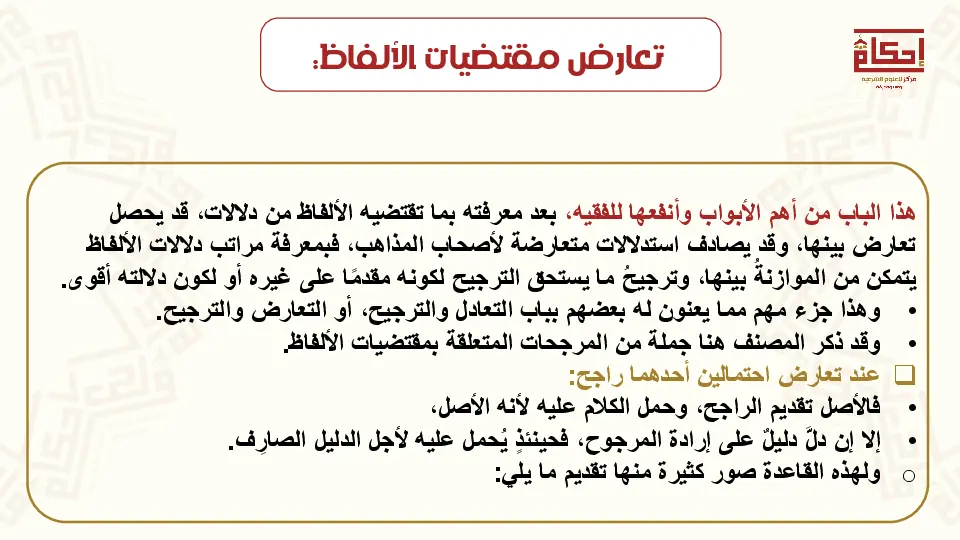 تعارض مقتضيات الألفاظ:
إحكام
مركز للعلوم الشرعية
هذا الباب من أهم الأبواب وأنفعها للفقيه، بعد معرفته بما تقتضيه الألفاظ من دلالات، قد يحصل
تعارض بينها، وقد يصادف استدلالات متعارضة لأصحاب المذاهب، فبمعرفة مراتب دلالات الألفاظ
يتمكن من الموازنةُ بينها، وترجيحُ ما يستحق الترجيح لكونه مقدمًا على غيره أو لكون دلالته أقوى.
• وهذا جزء مهم مما يعنون له بعضهم بباب التعادل والترجيح، أو التعارض والترجيح.
• وقد ذكر المصنف هنا جملة من المرجحات المتعلقة بمقتضيات الألفاظ.
❑ عند تعارض احتمالين أحدهما راجح:
• فالأصل تقديم الراجح، وحمل الكلام عليه لأنه الأصل،
• إلا إن دلَّ دليلٌ على إرادة المرجوح، فحينئذٍ يُحمل عليه لأجل الدليل الصارِف.
○ ولهذه القاعدة صور كثيرة منها تقديم ما يلي: